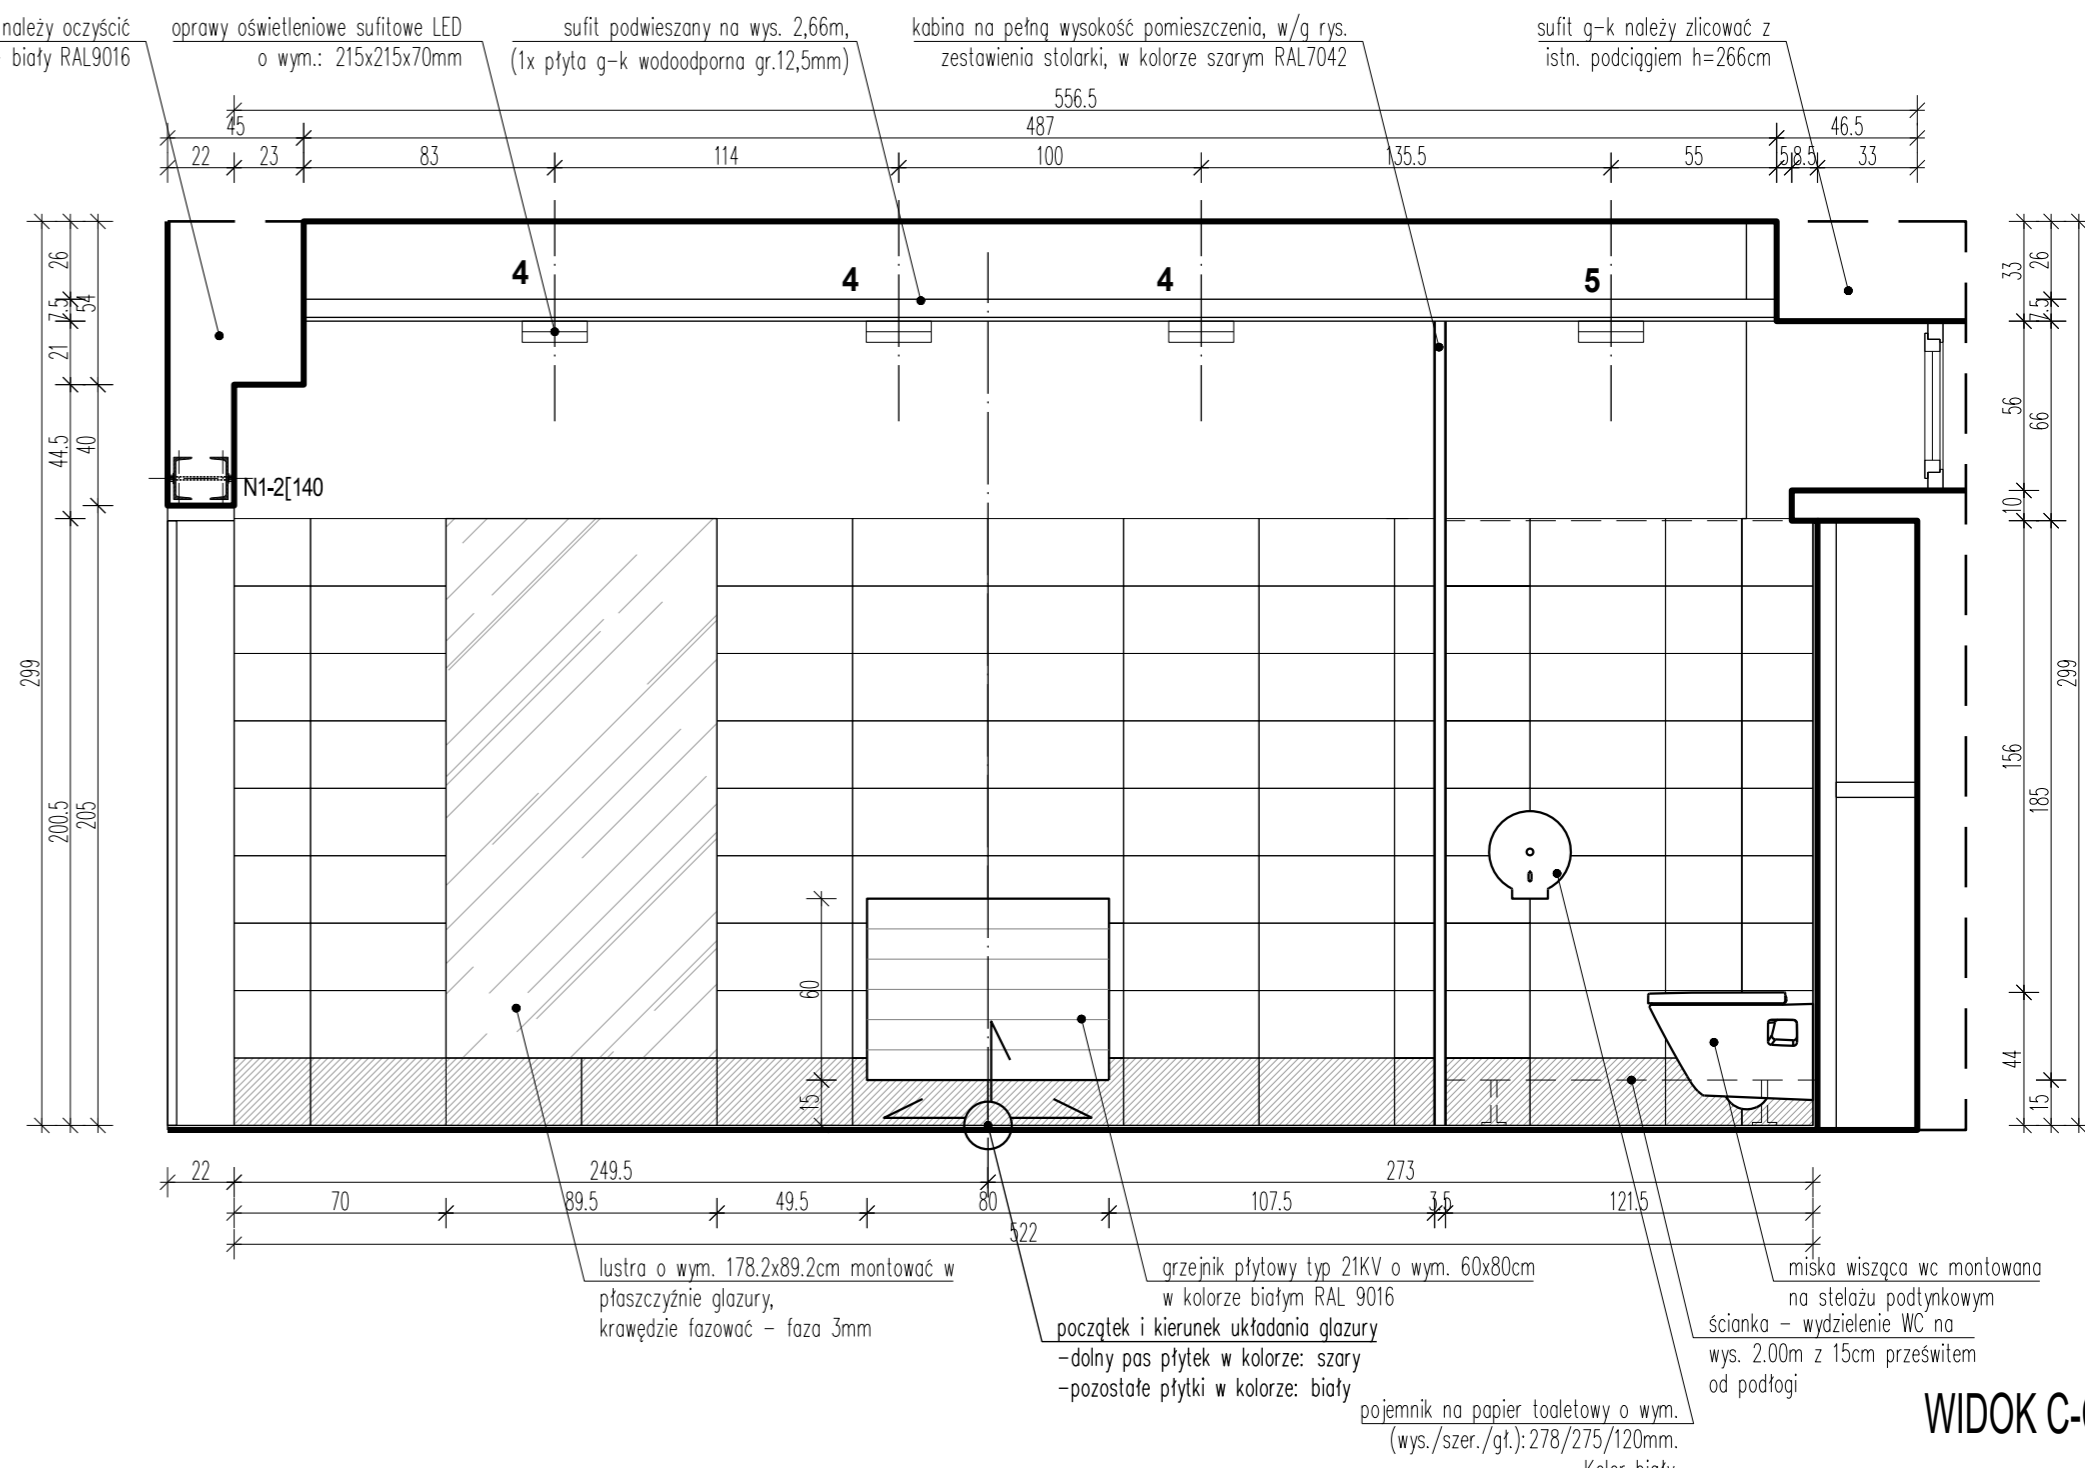 należy oczyścić
biały RAL9016
oprawy oświetleniowe sufitowe LED
o wym.: 215x215x70mm
sufit podwieszany na wys. 2,66m,
(1x płyta g-k wodoodporna gr.12,5mm)
kabina na pełną wysokość pomieszczenia, w/g rys.
zestawienia stolarki, w kolorze szarym RAL7042
sufit g-k należy zlicować z
istn. podciągiem h=266cm
556.5
45 487 46.5
22 23 83 114 100 135.5 55 5 8.5 33
4 4 4 5
299
26 7.5 21 44.5 200.5
54 40 205
N1-2[140
33 56 10 156 44
26 7.5 66 185 15
299
60
15
22 249.5 273
70 89.5 49.5 80 107.5 3.5 121.5
522
lustra o wym. 178.2x89.2cm montować w
płaszczyźnie glazury,
krawędzie fazować – faza 3mm
grzejnik płytowy typ 21KV o wym. 60x80cm
w kolorze białym RAL 9016
początek i kierunek układania glazury
-dolny pas płytek w kolorze: szary
-pozostałe płytki w kolorze: biały
miska wisząca wc montowana
na stelażu podtynkowym
ścianka – wydzielenie WC na
wys. 2.00m z 15cm prześwitem
od podłogi
pojemnik na papier toaletowy o wym.
(wys./szer./gł.):278/275/120mm.
Kolor biały
WIDOK C-